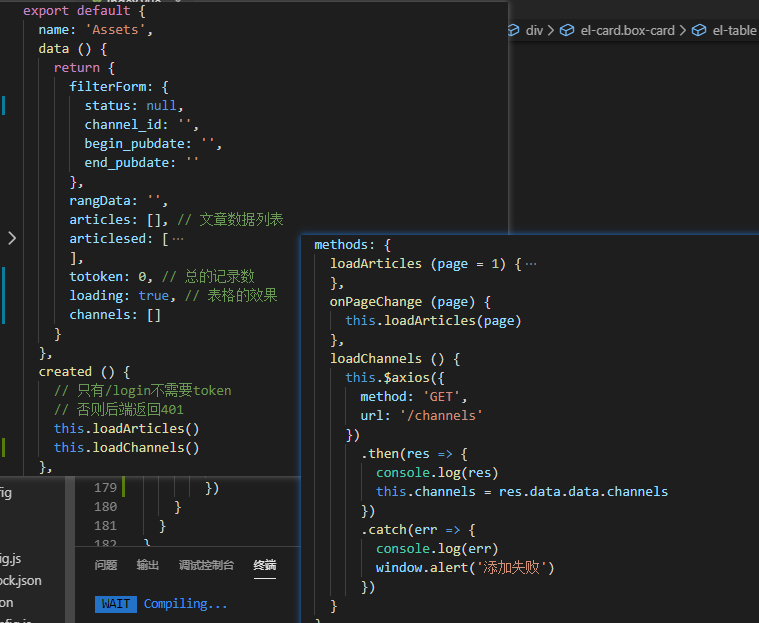 export default {
name: 'Assets',
data () {
return {
filterForm: {
status: null,
channel_id: '',
begin_pubdate: '',
end_pubdate: ''
},
rangData: '',
articles: [], // 文章数据列表
articlesed: [ ⋯
],
totoken: 0, // 总的记录数
loading: true, // 表格的效果
channels: []
}
},
created () {
// 只有/login不需要token
// 否则后端返回401
this.loadArticles()
this.loadChannels()
},
div > el-card.box-card > el-table
methods: {
loadArticles (page = 1) { ⋯
},
onPageChange (page) {
this.loadArticles(page)
},
loadChannels () {
this.$axios({
method: 'GET',
url: '/channels'
})
.then(res => {
console.log(res)
this.channels = res.data.data.channels
})
.catch(err => {
console.log(err)
window.alert('添加失败')
})
}
179 })
180 }
181 }
182 }
ig
ig.js
ock.json
on
问题 输出 调试控制台 终端
WAIT Compiling...